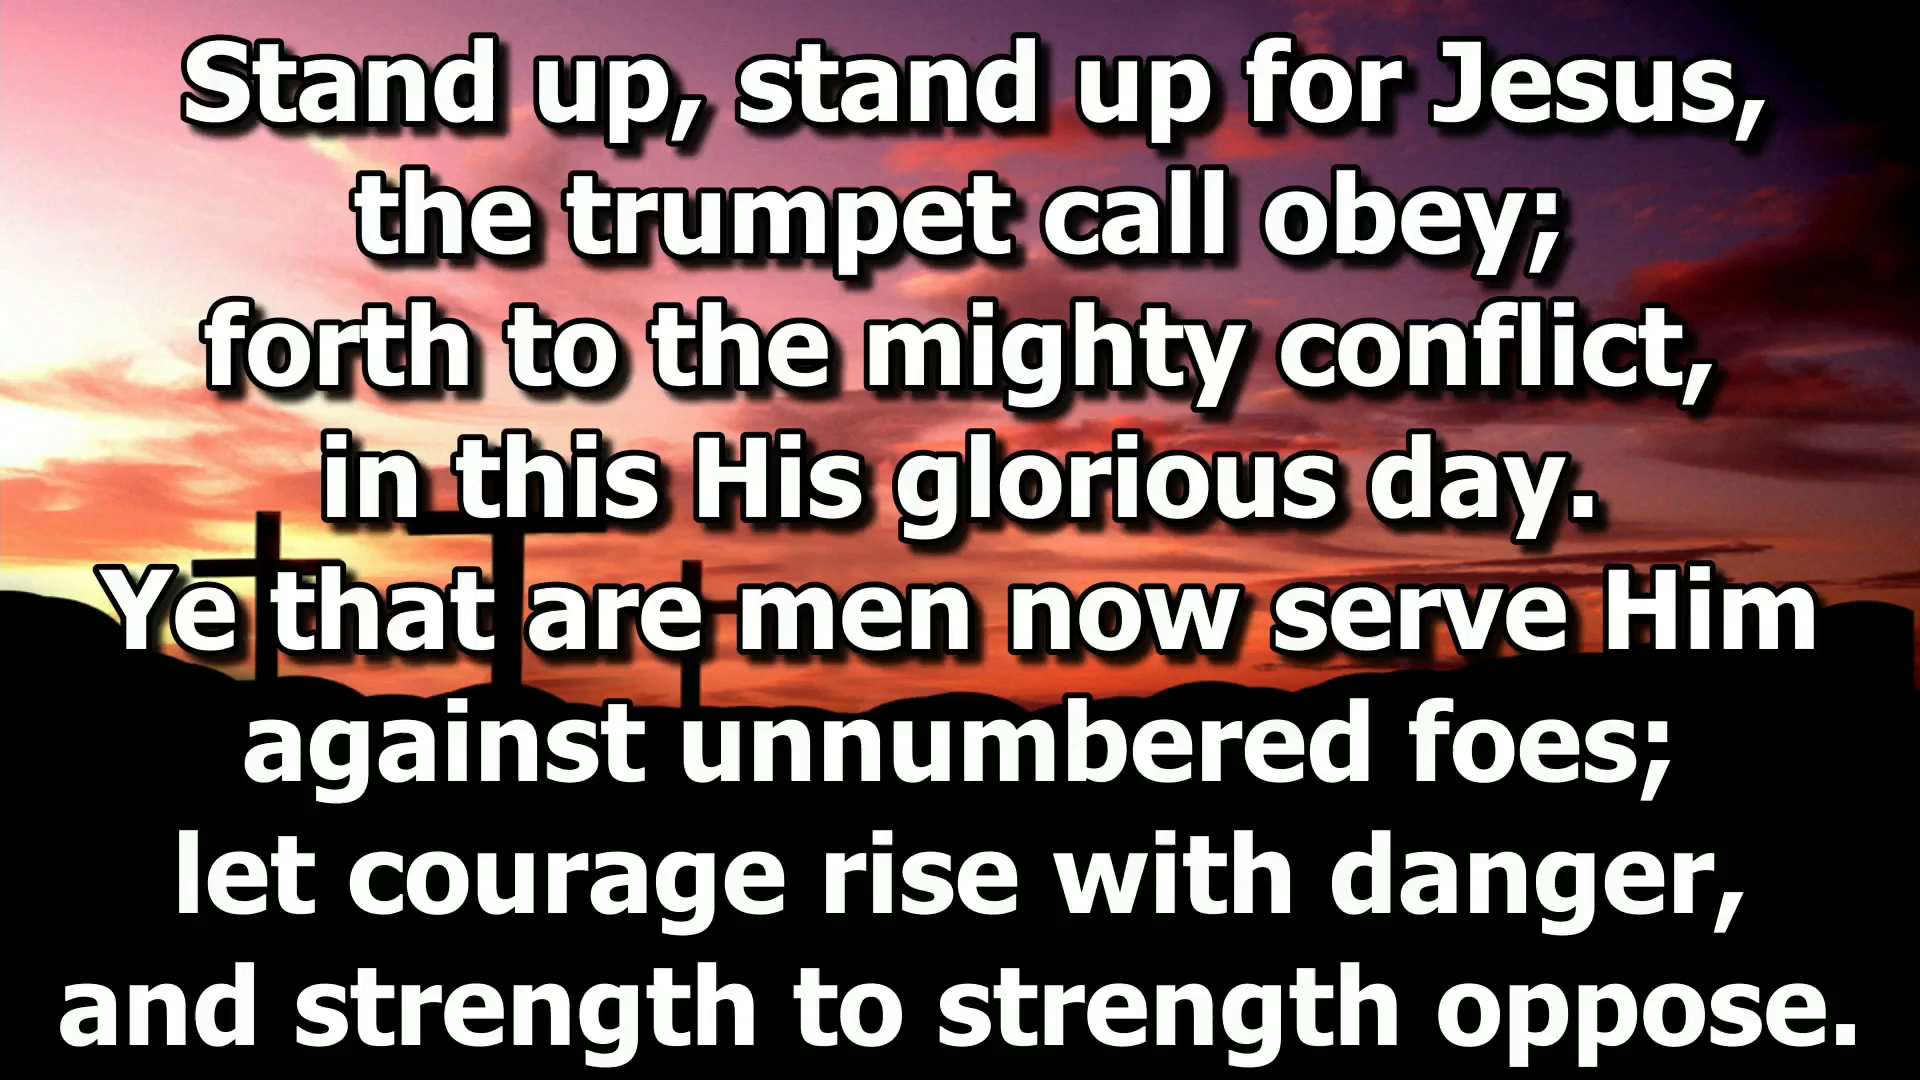 Stand up, stand up for Jesus,
the trumpet call obey;
forth to the mighty conflict,
in this His glorious day.
Ye that are men now serve Him
against unnumbered foes;
let courage rise with danger,
and strength to strength oppose.